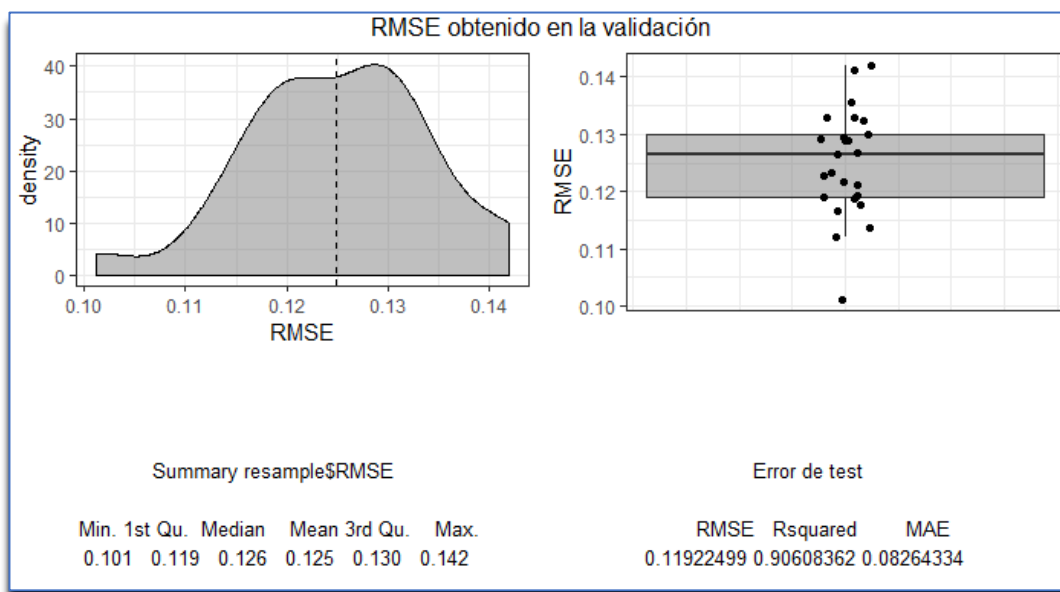 RMSE obtenido en la validación
density
40
30
20
10
0
0.10 0.11 0.12 0.13 0.14
RMSE
RMSE
0.14
0.13
0.12
0.11
0.10
Summary resample$RMSE
Min. 1st Qu. Median Mean 3rd Qu. Max.
0.101 0.119 0.126 0.125 0.130 0.142
Error de test
RMSE Rsquared MAE
0.11922499 0.90608362 0.08264334